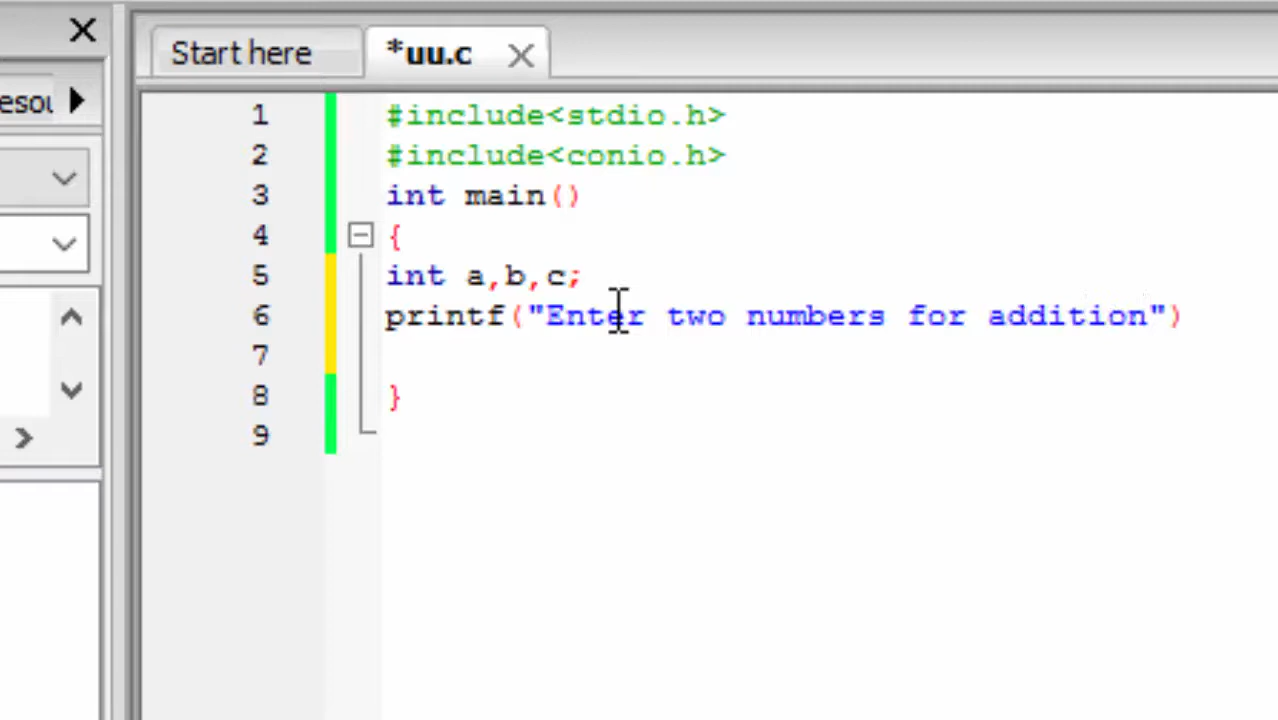 Start here *uu.c
1 #include<stdio.h>
2 #include<conio.h>
3 int main()
4 {
5 int a,b,c;
6 printf("Enter two numbers for addition")
7
8 }
9
esou